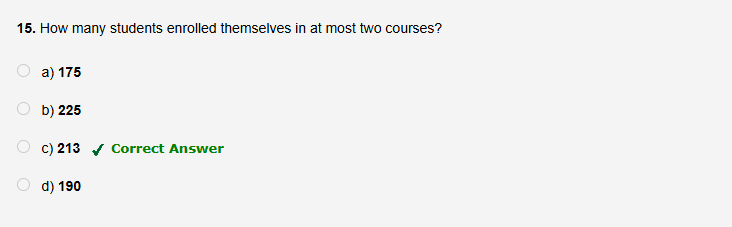 15. How many students enrolled themselves in at most two courses?
a) 175
b) 225
c) 213 ✓ Correct Answer
d) 190